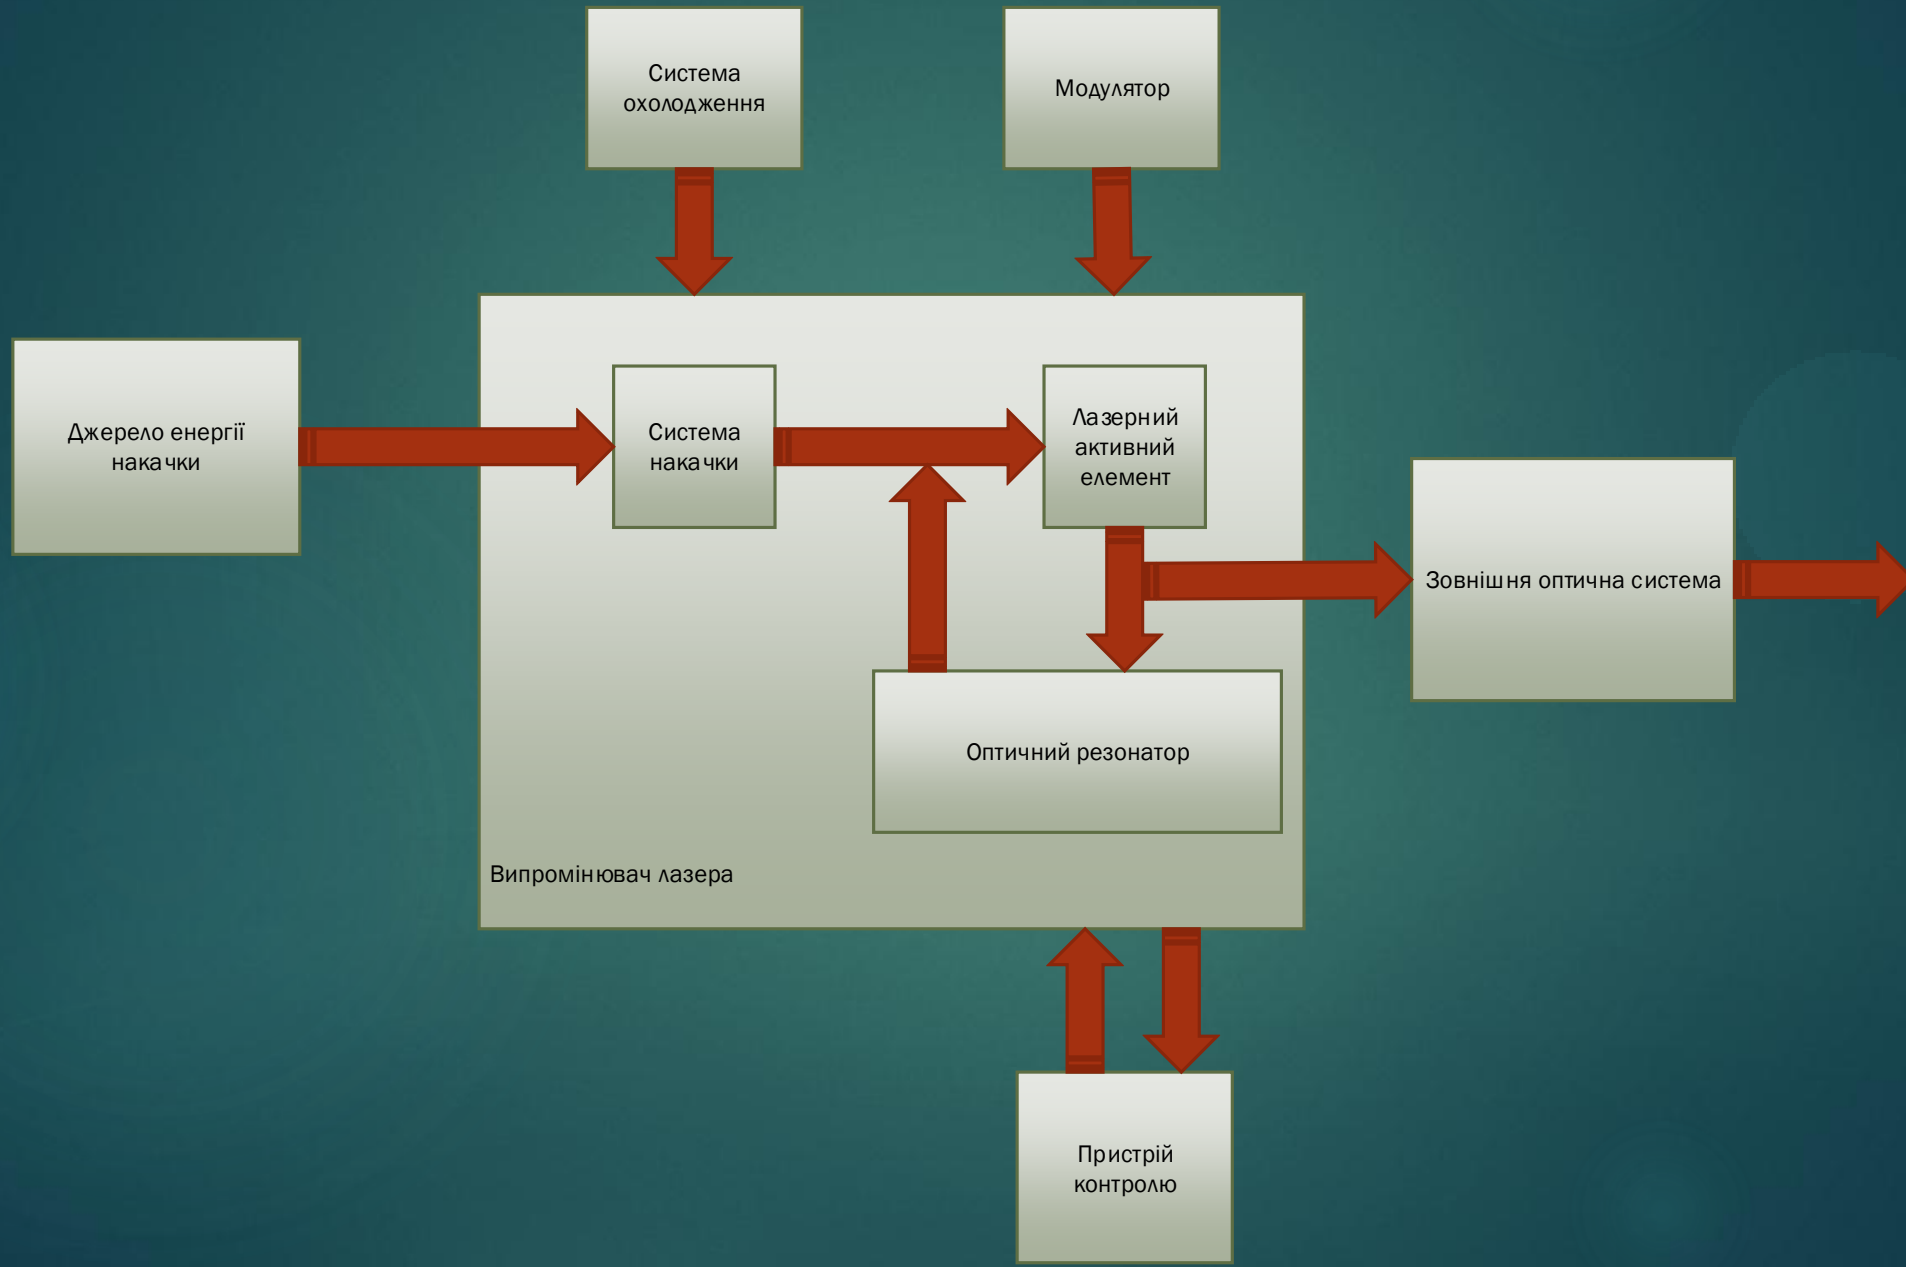 Система
охолодження
Модулятор
Джерело енергії
накачки
Система
накачки
Лазерний
активний
елемент
Зовнішня оптична система
Оптичний резонатор
Випромінювач лазера
Пристрій
контролю